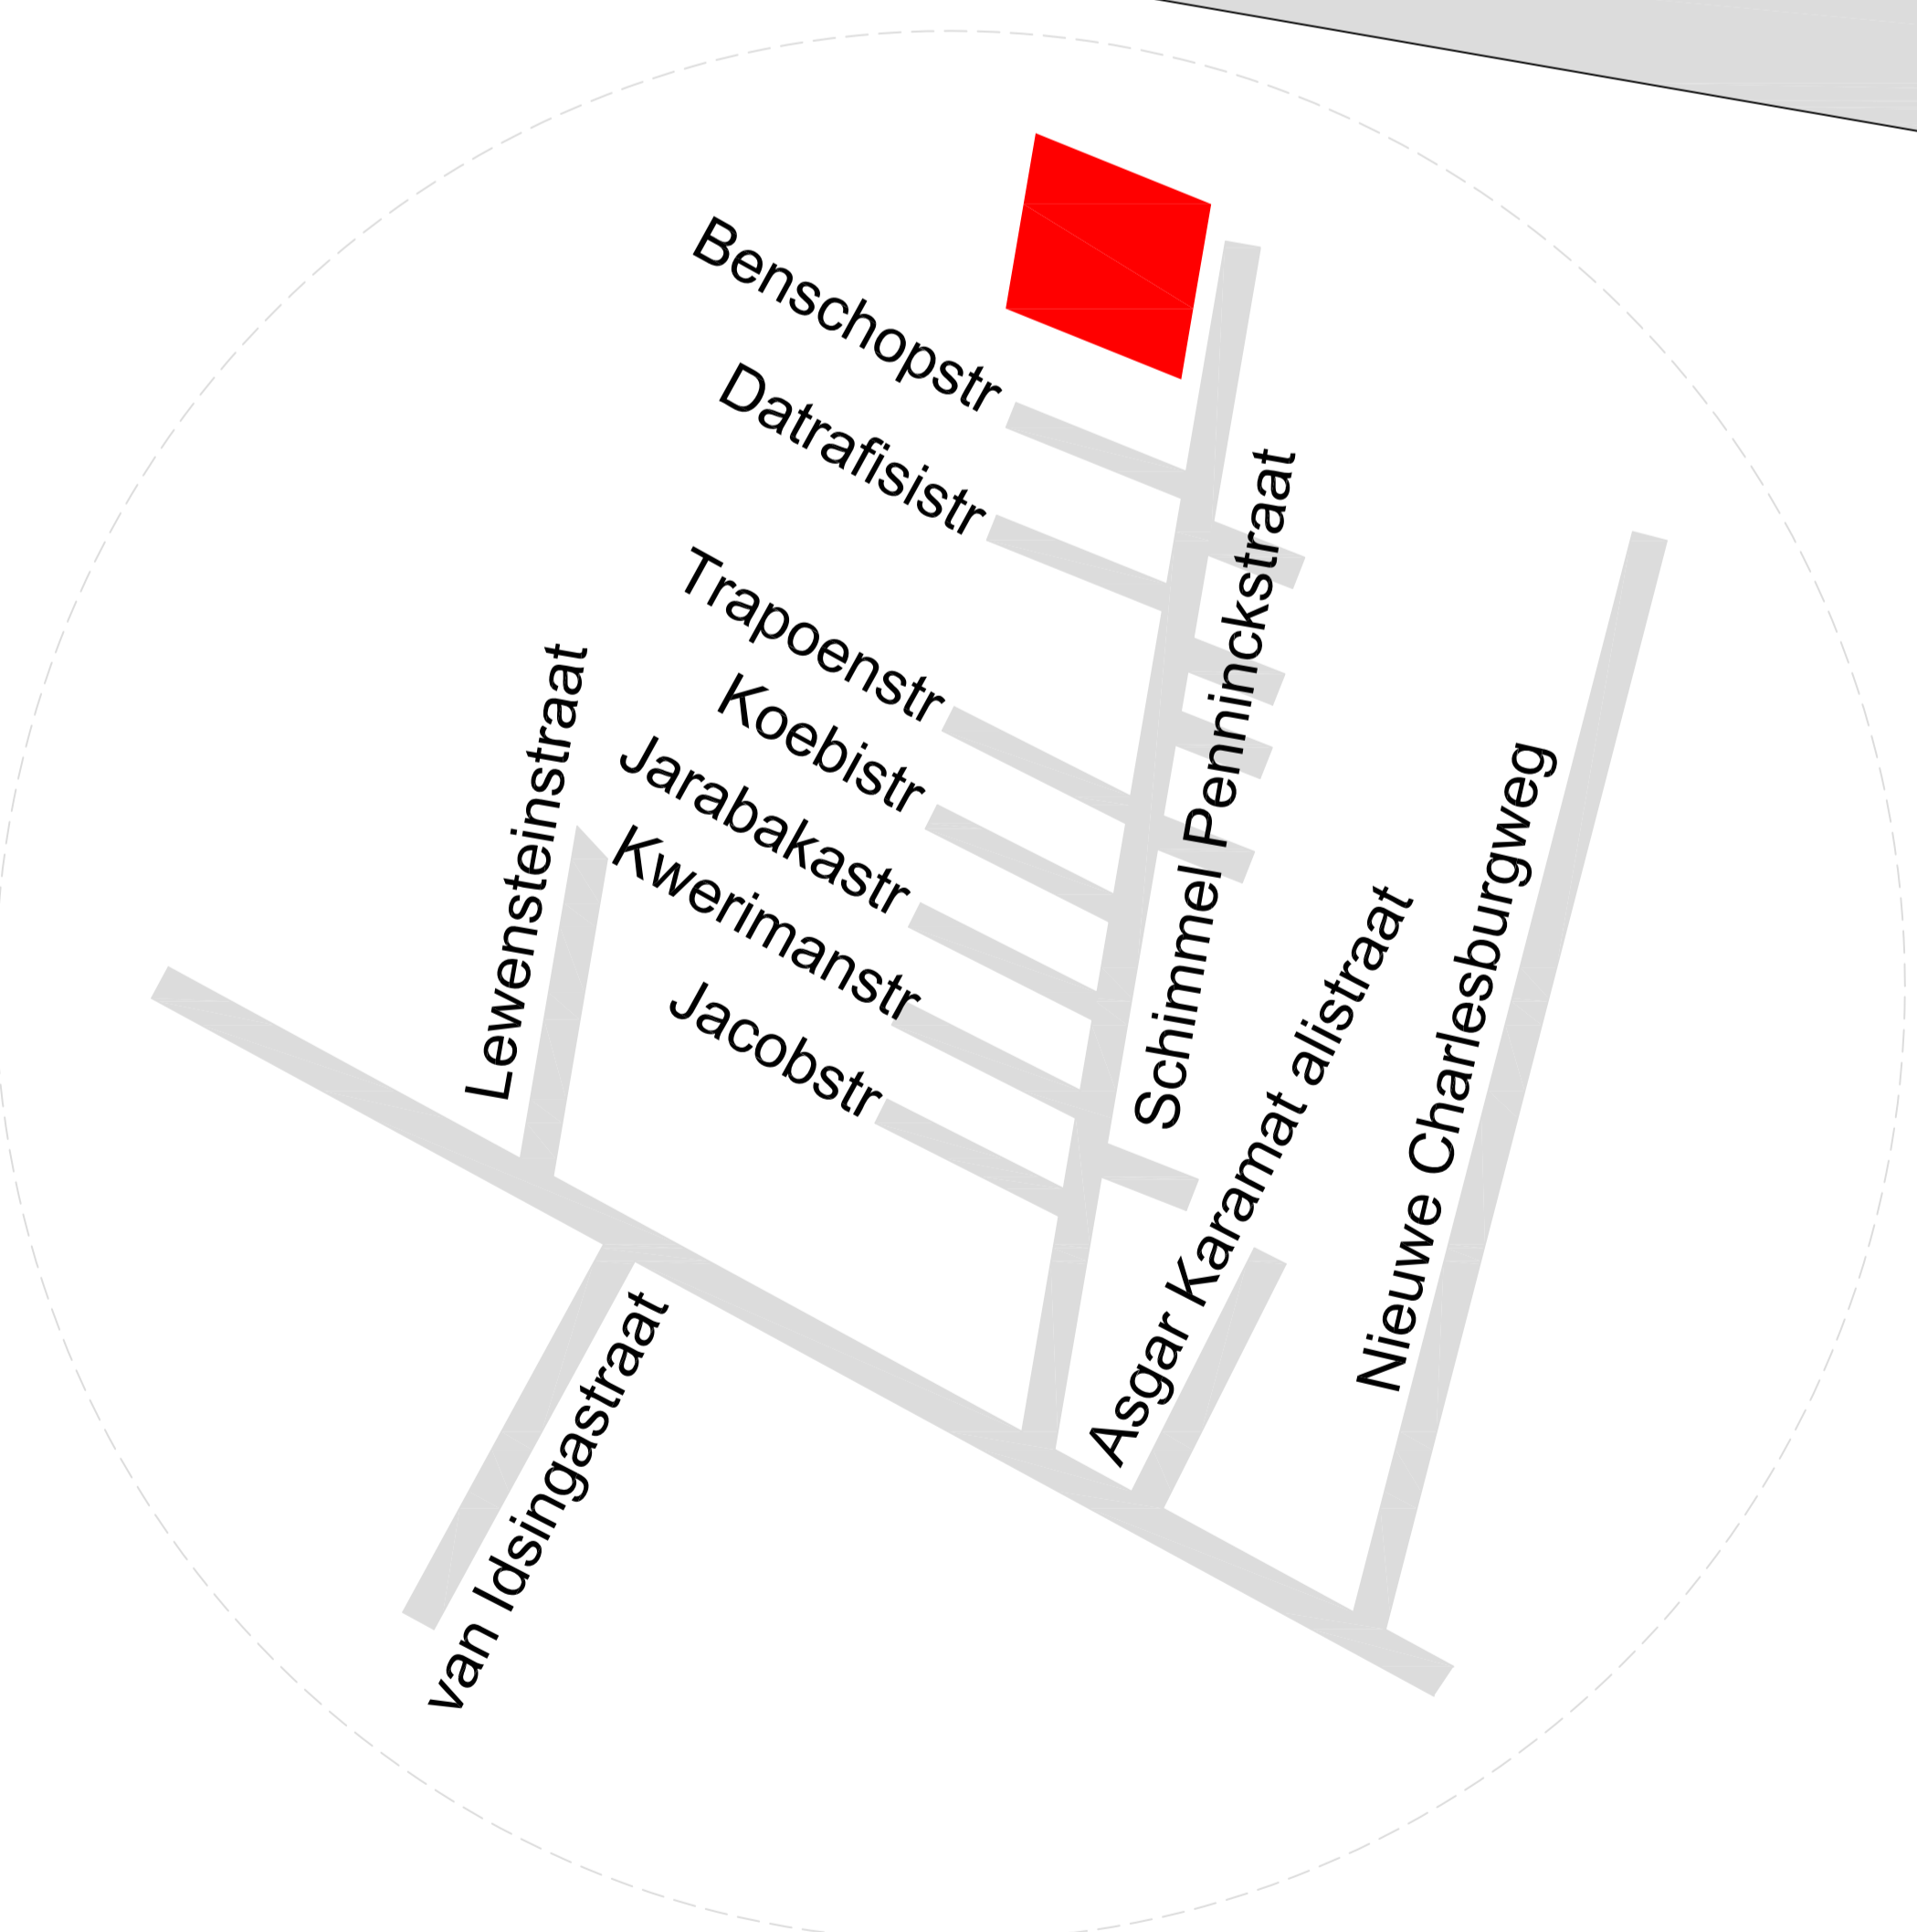 Benschopstr
Datrafisistr
Trapoenstr
Koebistr
Jarabakastr
Kwerimanstr
Jacobstr
Lewensteinstraat
Schimmel Penninckstraat
Asgar Karamat alistraat
Nieuwe Charlesburgweg
van Idsingastraat